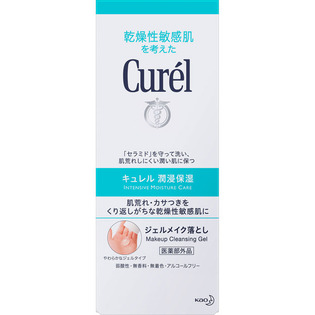 乾燥性敏感肌
を考えた
Curél
「セラミド」を守って洗い、
肌荒れしにくい潤い肌に保つ
キュレル 潤浸保湿
INTENSIVE MOISTURE CARE
肌荒れ・カサつきを
くり返しがちな乾燥性敏感肌に
ジェルメイク落とし
Makeup Cleansing Gel
医薬部外品
やわらかなジェルタイプ
弱酸性・無香料・無着色・アルコールフリー
Kao